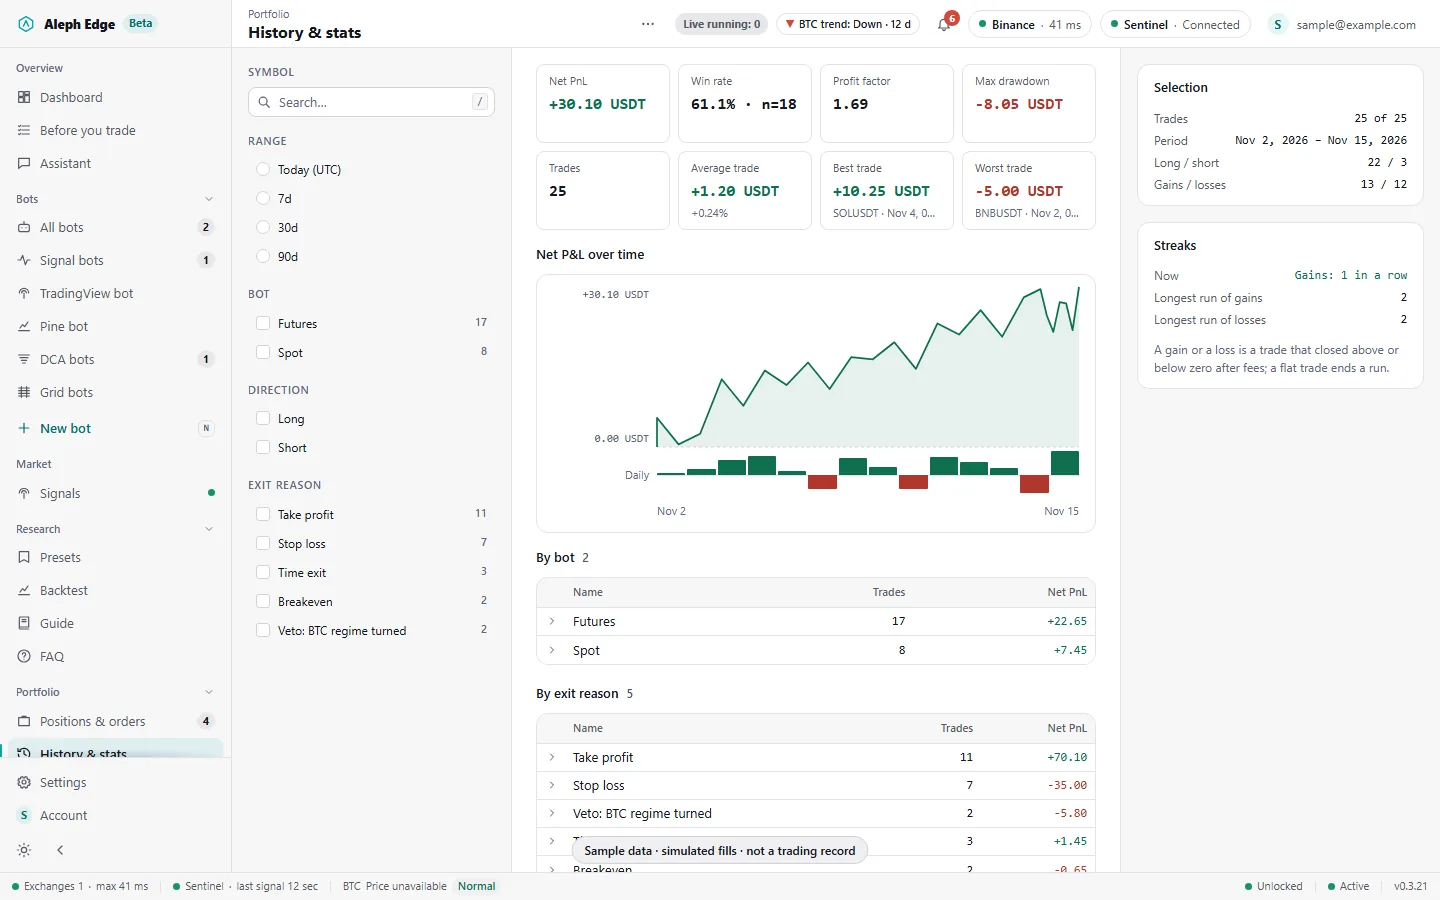 Aleph Edge Beta
Overview
Dashboard
Before you trade
Assistant
Bots
All bots 2
Signal bots 1
TradingView bot
Pine bot
DCA bots 1
Grid bots
New bot N
Market
Signals
Research
Presets
Backtest
Guide
FAQ
Portfolio
Positions & orders 4
History & stats
Settings
S Account
Portfolio
History & stats
Live running: 0
BTC trend: Down · 12 d
6
Binance · 41 ms
Sentinel · Connected
S sample@example.com
SYMBOL
Search... /
RANGE
Today (UTC)
7d
30d
90d
BOT
Futures 17
Spot 8
DIRECTION
Long
Short
EXIT REASON
Take profit 11
Stop loss 7
Time exit 3
Breakeven 2
Veto: BTC regime turned 2
Net PnL
+30.10 USDT
Win rate
61.1% · n=18
Profit factor
1.69
Max drawdown
-8.05 USDT
Trades
25
Average trade
+1.20 USDT
+0.24%
Best trade
+10.25 USDT
SOLUSDT · Nov 4, 0...
Worst trade
-5.00 USDT
BNBUSDT · Nov 2, 0...
Net P&L over time
+30.10 USDT
0.00 USDT
Daily
Nov 2 Nov 15
By bot 2
Name Trades Net PnL
Futures 17 +22.65
Spot 8 +7.45
By exit reason 5
Name Trades Net PnL
Take profit 11 +70.10
Stop loss 7 -35.00
Veto: BTC regime turned 2 -5.80
3 +1.45
Sample data · simulated fills · not a trading record
Breakeven 2 -0.65
Selection
Trades 25 of 25
Period Nov 2, 2026 – Nov 15, 2026
Long / short 22 / 3
Gains / losses 13 / 12
Streaks
Now Gains: 1 in a row
Longest run of gains 2
Longest run of losses 2
A gain or a loss is a trade that closed above or
below zero after fees; a flat trade ends a run.
Exchanges 1 · max 41 ms
Sentinel · last signal 12 sec
BTC Price unavailable Normal
Unlocked
Active
v0.3.21